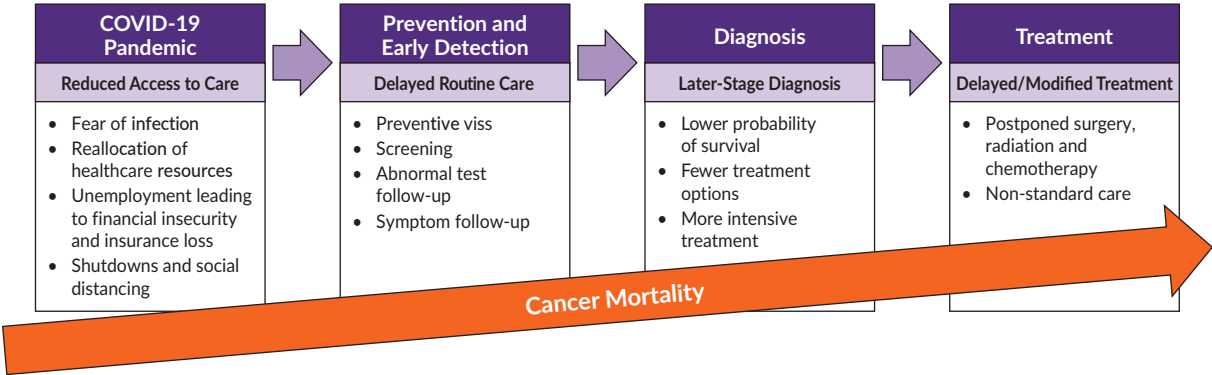 COVID-19
Pandemic
Reduced Access to Care
• Fear of infection
• Reallocation of
healthcare resources
• Unemployment leading
to financial insecurity
and insurance loss
• Shutdowns and social
distancing
Prevention and
Early Detection
Delayed Routine Care
• Preventive viss
• Screening
• Abnormal test
follow-up
• Symptom follow-up
Diagnosis
Later-Stage Diagnosis
• Lower probability
of survival
• Fewer treatment
options
• More intensive
treatment
Treatment
Delayed/Modified Treatment
• Postponed surgery,
radiation and
chemotherapy
• Non-standard care
Cancer Mortality